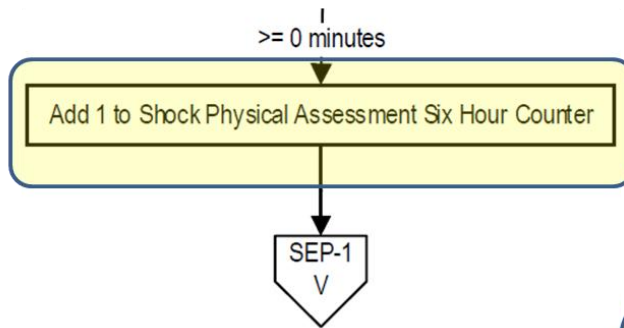 >= 0 minutes
Add 1 to Shock Physical Assessment Six Hour Counter
SEP-1
V